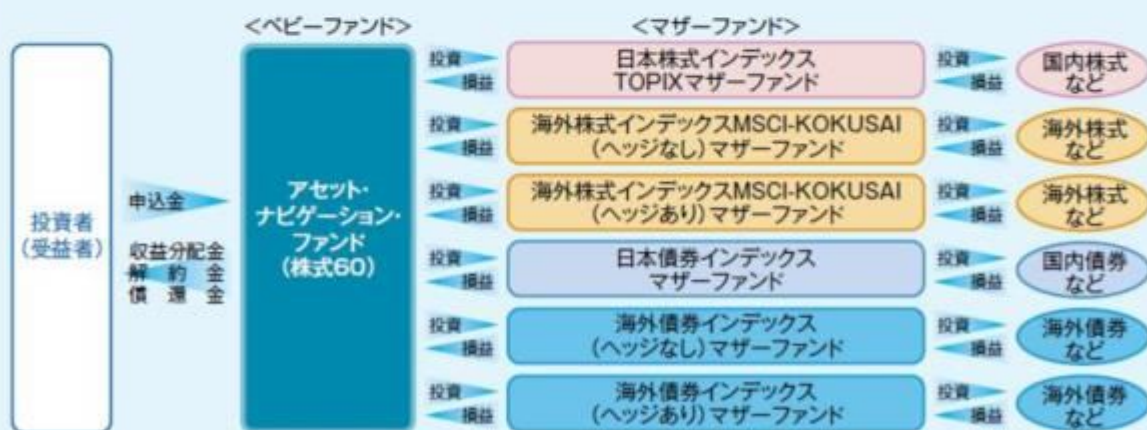 <ベビーファンド>
<マザーファンド>
投資者
(受益者)
申込金
収益分配金
解約金
償還金
アセット・
ナビゲーション・
ファンド
(株式60)
投資
損益
日本株式インデックス
TOPIXマザーファンド
投資
損益
国内株式
など
投資
損益
海外株式インデックスMSCI-KOKUSAI
(ヘッジなし)マザーファンド
投資
損益
海外株式
など
投資
損益
海外株式インデックスMSCI-KOKUSAI
(ヘッジあり)マザーファンド
投資
損益
海外株式
など
投資
損益
日本債券インデックス
マザーファンド
投資
損益
国内債券
など
投資
損益
海外債券インデックス
(ヘッジなし)マザーファンド
投資
損益
海外債券
など
投資
損益
海外債券インデックス
(ヘッジあり)マザーファンド
投資
損益
海外債券
など